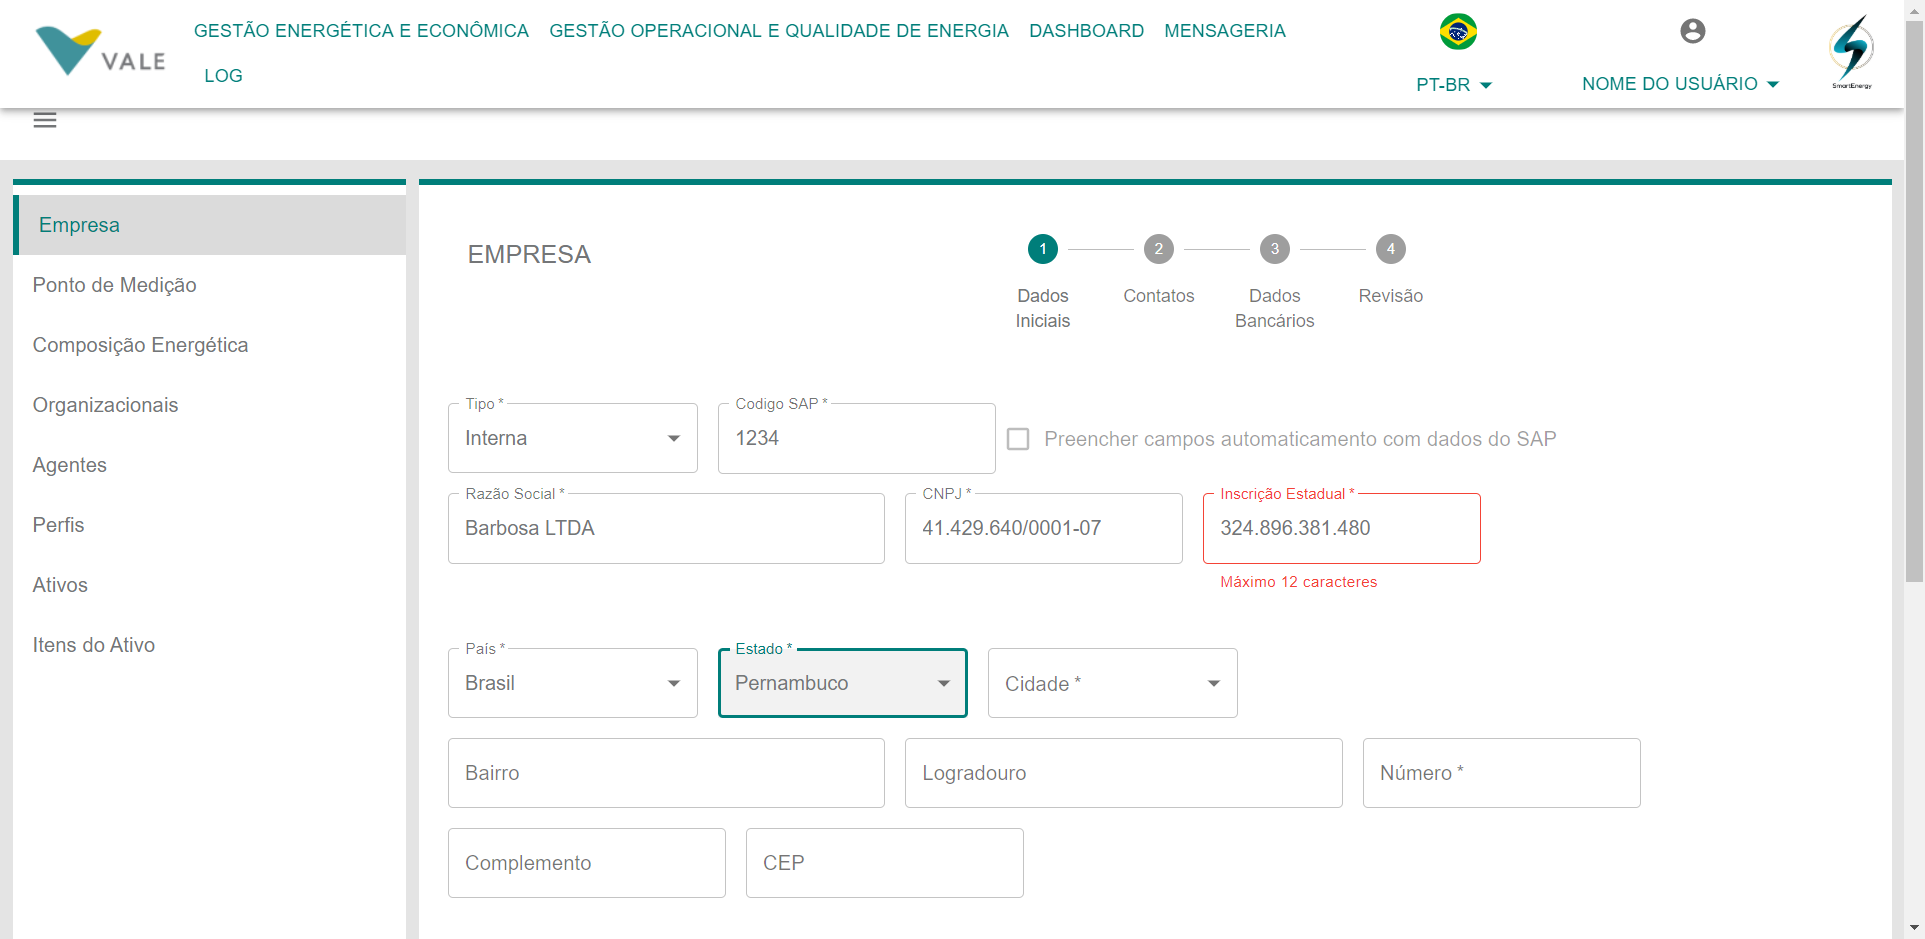 VALE
GESTÃO ENERGÉTICA E ECONÔMICA
GESTÃO OPERACIONAL E QUALIDADE DE ENERGIA
DASHBOARD
MENSAGERIA
LOG
PT-BR
NOME DO USUÁRIO
SmartEnergy
Empresa
Ponto de Medição
Composição Energética
Organizacionais
Agentes
Perfis
Ativos
Itens do Ativo
EMPRESA
1
2
3
4
Dados
Iniciais
Contatos
Dados
Bancários
Revisão
Tipo *
Interna
Codigo SAP *
1234
Preencher campos automaticamento com dados do SAP
Razão Social *
Barbosa LTDA
CNPJ *
41.429.640/0001-07
Inscrição Estadual *
324.896.381.480
Máximo 12 caracteres
País *
Brasil
Estado *
Pernambuco
Cidade *
Bairro
Logradouro
Número *
Complemento
CEP